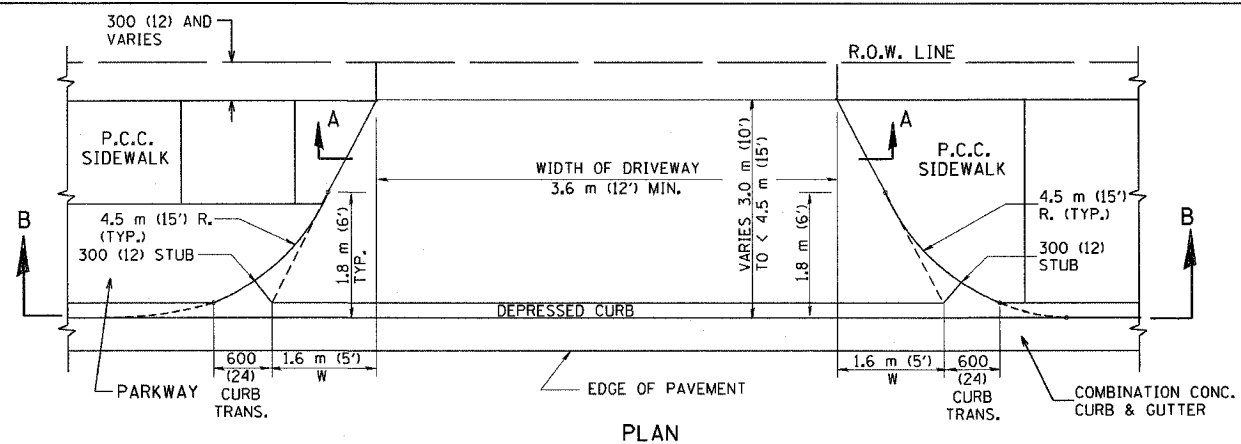 300 (12) AND
VARIES
R.O.W. LINE
A
A
P.C.C.
SIDEWALK
P.C.C.
SIDEWALK
WIDTH OF DRIVEWAY
3.6 m (12') MIN.
VARIES 3.0 m (10')
TO < 4.5 m (15')
B
B
4.5 m (15') R.
(TYP.)
300 (12) STUB
1.8 m (6')
TYP.
1.8 m (6')
4.5 m (15')
R. (TYP.)
300 (12)
STUB
DEPRESSED CURB
600
(24)
CURB
TRANS.
1.6 m (5')
W
1.6 m (5')
W
600
(24)
CURB
TRANS.
PARKWAY
EDGE OF PAVEMENT
COMBINATION CONC.
CURB & GUTTER
PLAN